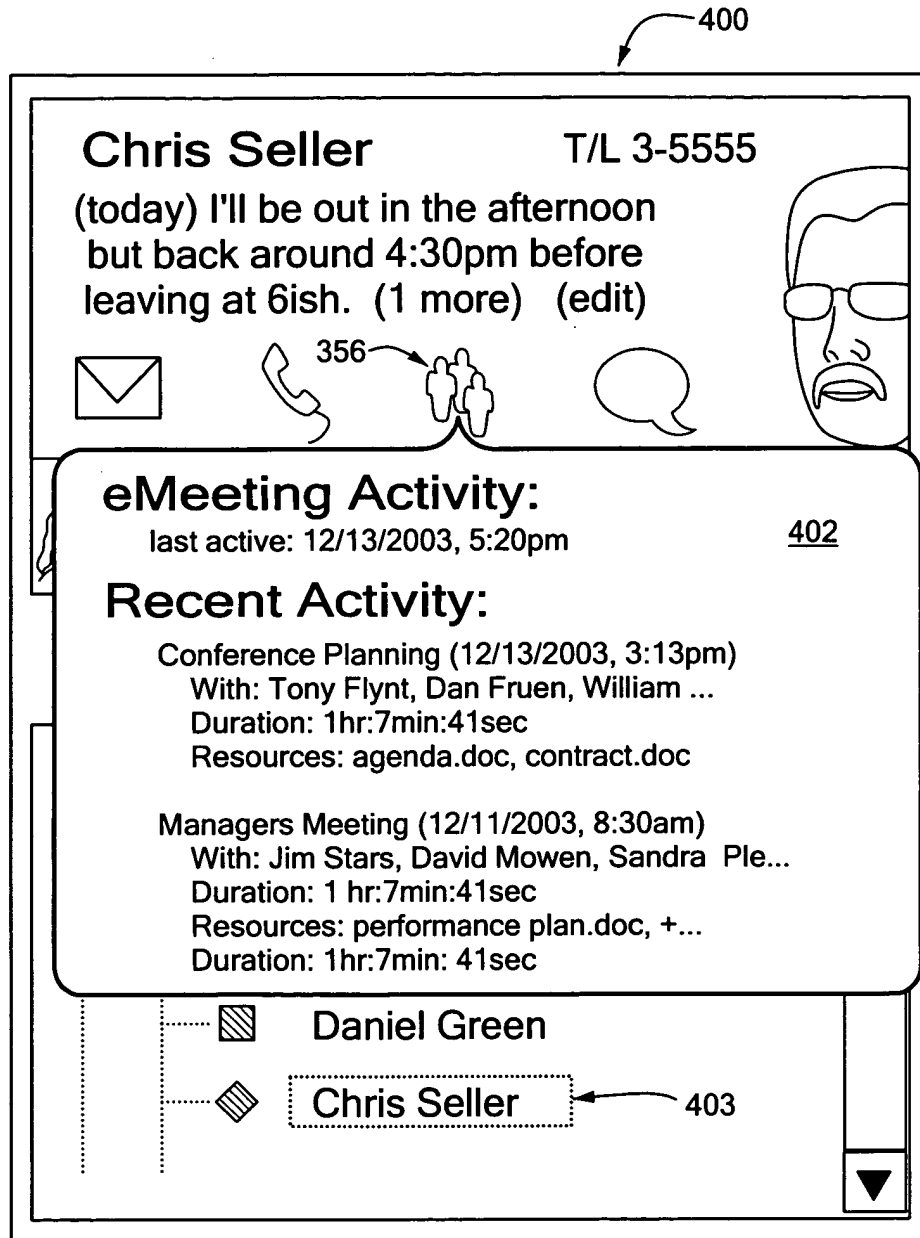 400
Chris Seller T/L 3-5555
(today) I'll be out in the afternoon
but back around 4:30pm before
leaving at 6ish. (1 more) (edit)
356
eMeeting Activity:
last active: 12/13/2003, 5:20pm 402
Recent Activity:
Conference Planning (12/13/2003, 3:13pm)
With: Tony Flynt, Dan Fruen, William ...
Duration: 1hr:7min:41sec
Resources: agenda.doc, contract.doc
Managers Meeting (12/11/2003, 8:30am)
With: Jim Stars, David Mowen, Sandra Ple...
Duration: 1 hr:7min:41sec
Resources: performance plan.doc, +...
Duration: 1hr:7min: 41sec
Daniel Green
Chris Seller 403